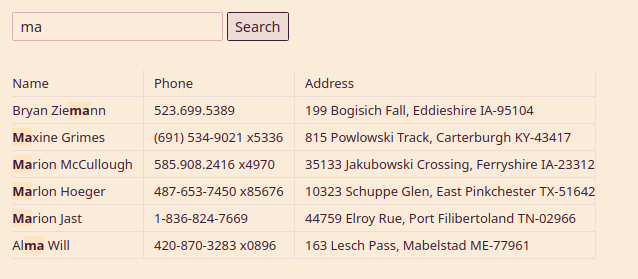 ma Search
Name Phone Address
Bryan Ziemann 523.699.5389 199 Bogisich Fall, Eddieshire IA-95104
Maxine Grimes (691) 534-9021 x5336 815 Powlowski Track, Carterburgh KY-43417
Marion McCullough 585.908.2416 x4970 35133 Jakubowski Crossing, Ferryshire IA-23312
Marlon Hoeger 487-653-7450 x85676 10323 Schuppe Glen, East Pinkchester TX-51642
Marion Jast 1-836-824-7669 44759 Elroy Rue, Port Filibertoland TN-02966
Alma Will 420-870-3283 x0896 163 Lesch Pass, Mabelstad ME-77961